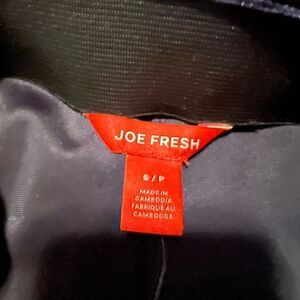 JOE FRESH
S/P
MADE IN
CAMBODIA
FABRIQUÉ AU
CAMBODGE